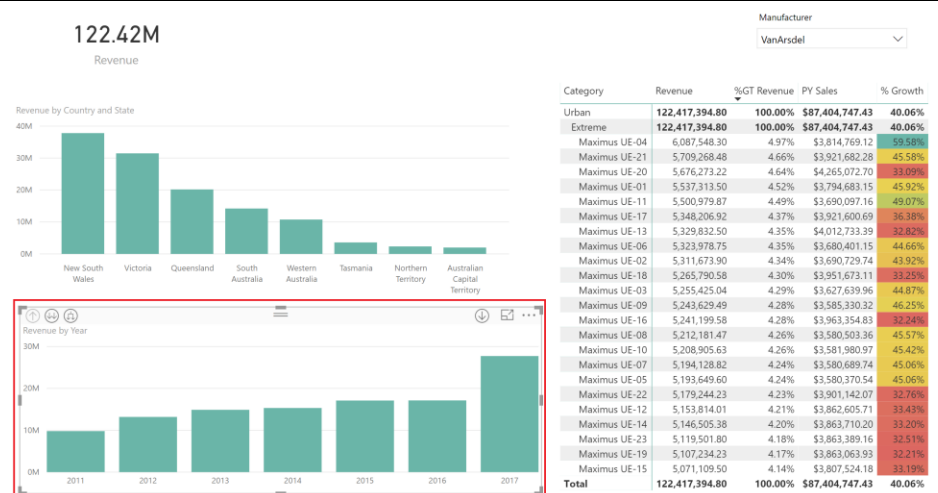 122.42M
Revenue
Manufacturer
VanArsdel
Revenue by Country and State
40M
30M
20M
10M
0M
New South Wales
Victoria
Queensland
South Australia
Western Australia
Tasmania
Northern Territory
Australian Capital Territory
Revenue by Year
30M
20M
10M
0M
2011 2012 2013 2014 2015 2016 2017
Category Revenue %GT Revenue PY Sales % Growth
Urban 122,417,394.80 100.00% $87,404,747.43 40.06%
Extreme 122,417,394.80 100.00% $87,404,747.43 40.06%
Maximus UE-04 6,087,548.30 4.97% $3,814,769.12 59.58%
Maximus UE-21 5,709,268.48 4.66% $3,921,682.28 45.58%
Maximus UE-20 5,676,273.22 4.64% $4,265,072.70 33.09%
Maximus UE-01 5,537,313.50 4.52% $3,794,683.15 45.92%
Maximus UE-11 5,500,979.87 4.49% $3,690,097.16 49.07%
Maximus UE-17 5,348,206.92 4.37% $3,921,600.69 36.38%
Maximus UE-13 5,329,832.50 4.35% $4,012,733.39 32.82%
Maximus UE-06 5,323,978.75 4.35% $3,680,401.15 44.66%
Maximus UE-02 5,311,673.90 4.34% $3,690,729.74 43.92%
Maximus UE-18 5,265,790.58 4.30% $3,951,673.11 33.25%
Maximus UE-03 5,255,425.04 4.29% $3,627,639.96 44.87%
Maximus UE-09 5,243,629.49 4.28% $3,585,330.32 46.25%
Maximus UE-16 5,241,199.58 4.28% $3,963,354.83 32.24%
Maximus UE-08 5,212,181.47 4.26% $3,580,503.36 45.57%
Maximus UE-10 5,208,905.63 4.26% $3,581,980.97 45.42%
Maximus UE-07 5,194,128.82 4.24% $3,580,689.74 45.06%
Maximus UE-05 5,193,649.60 4.24% $3,580,370.54 45.06%
Maximus UE-22 5,179,244.23 4.23% $3,901,142.07 32.76%
Maximus UE-12 5,153,814.01 4.21% $3,862,605.71 33.43%
Maximus UE-14 5,146,505.38 4.20% $3,863,710.20 33.20%
Maximus UE-23 5,119,501.80 4.18% $3,863,389.16 32.51%
Maximus UE-19 5,107,234.23 4.17% $3,863,063.93 32.21%
Maximus UE-15 5,071,109.50 4.14% $3,807,524.18 33.19%
Total 122,417,394.80 100.00% $87,404,747.43 40.06%